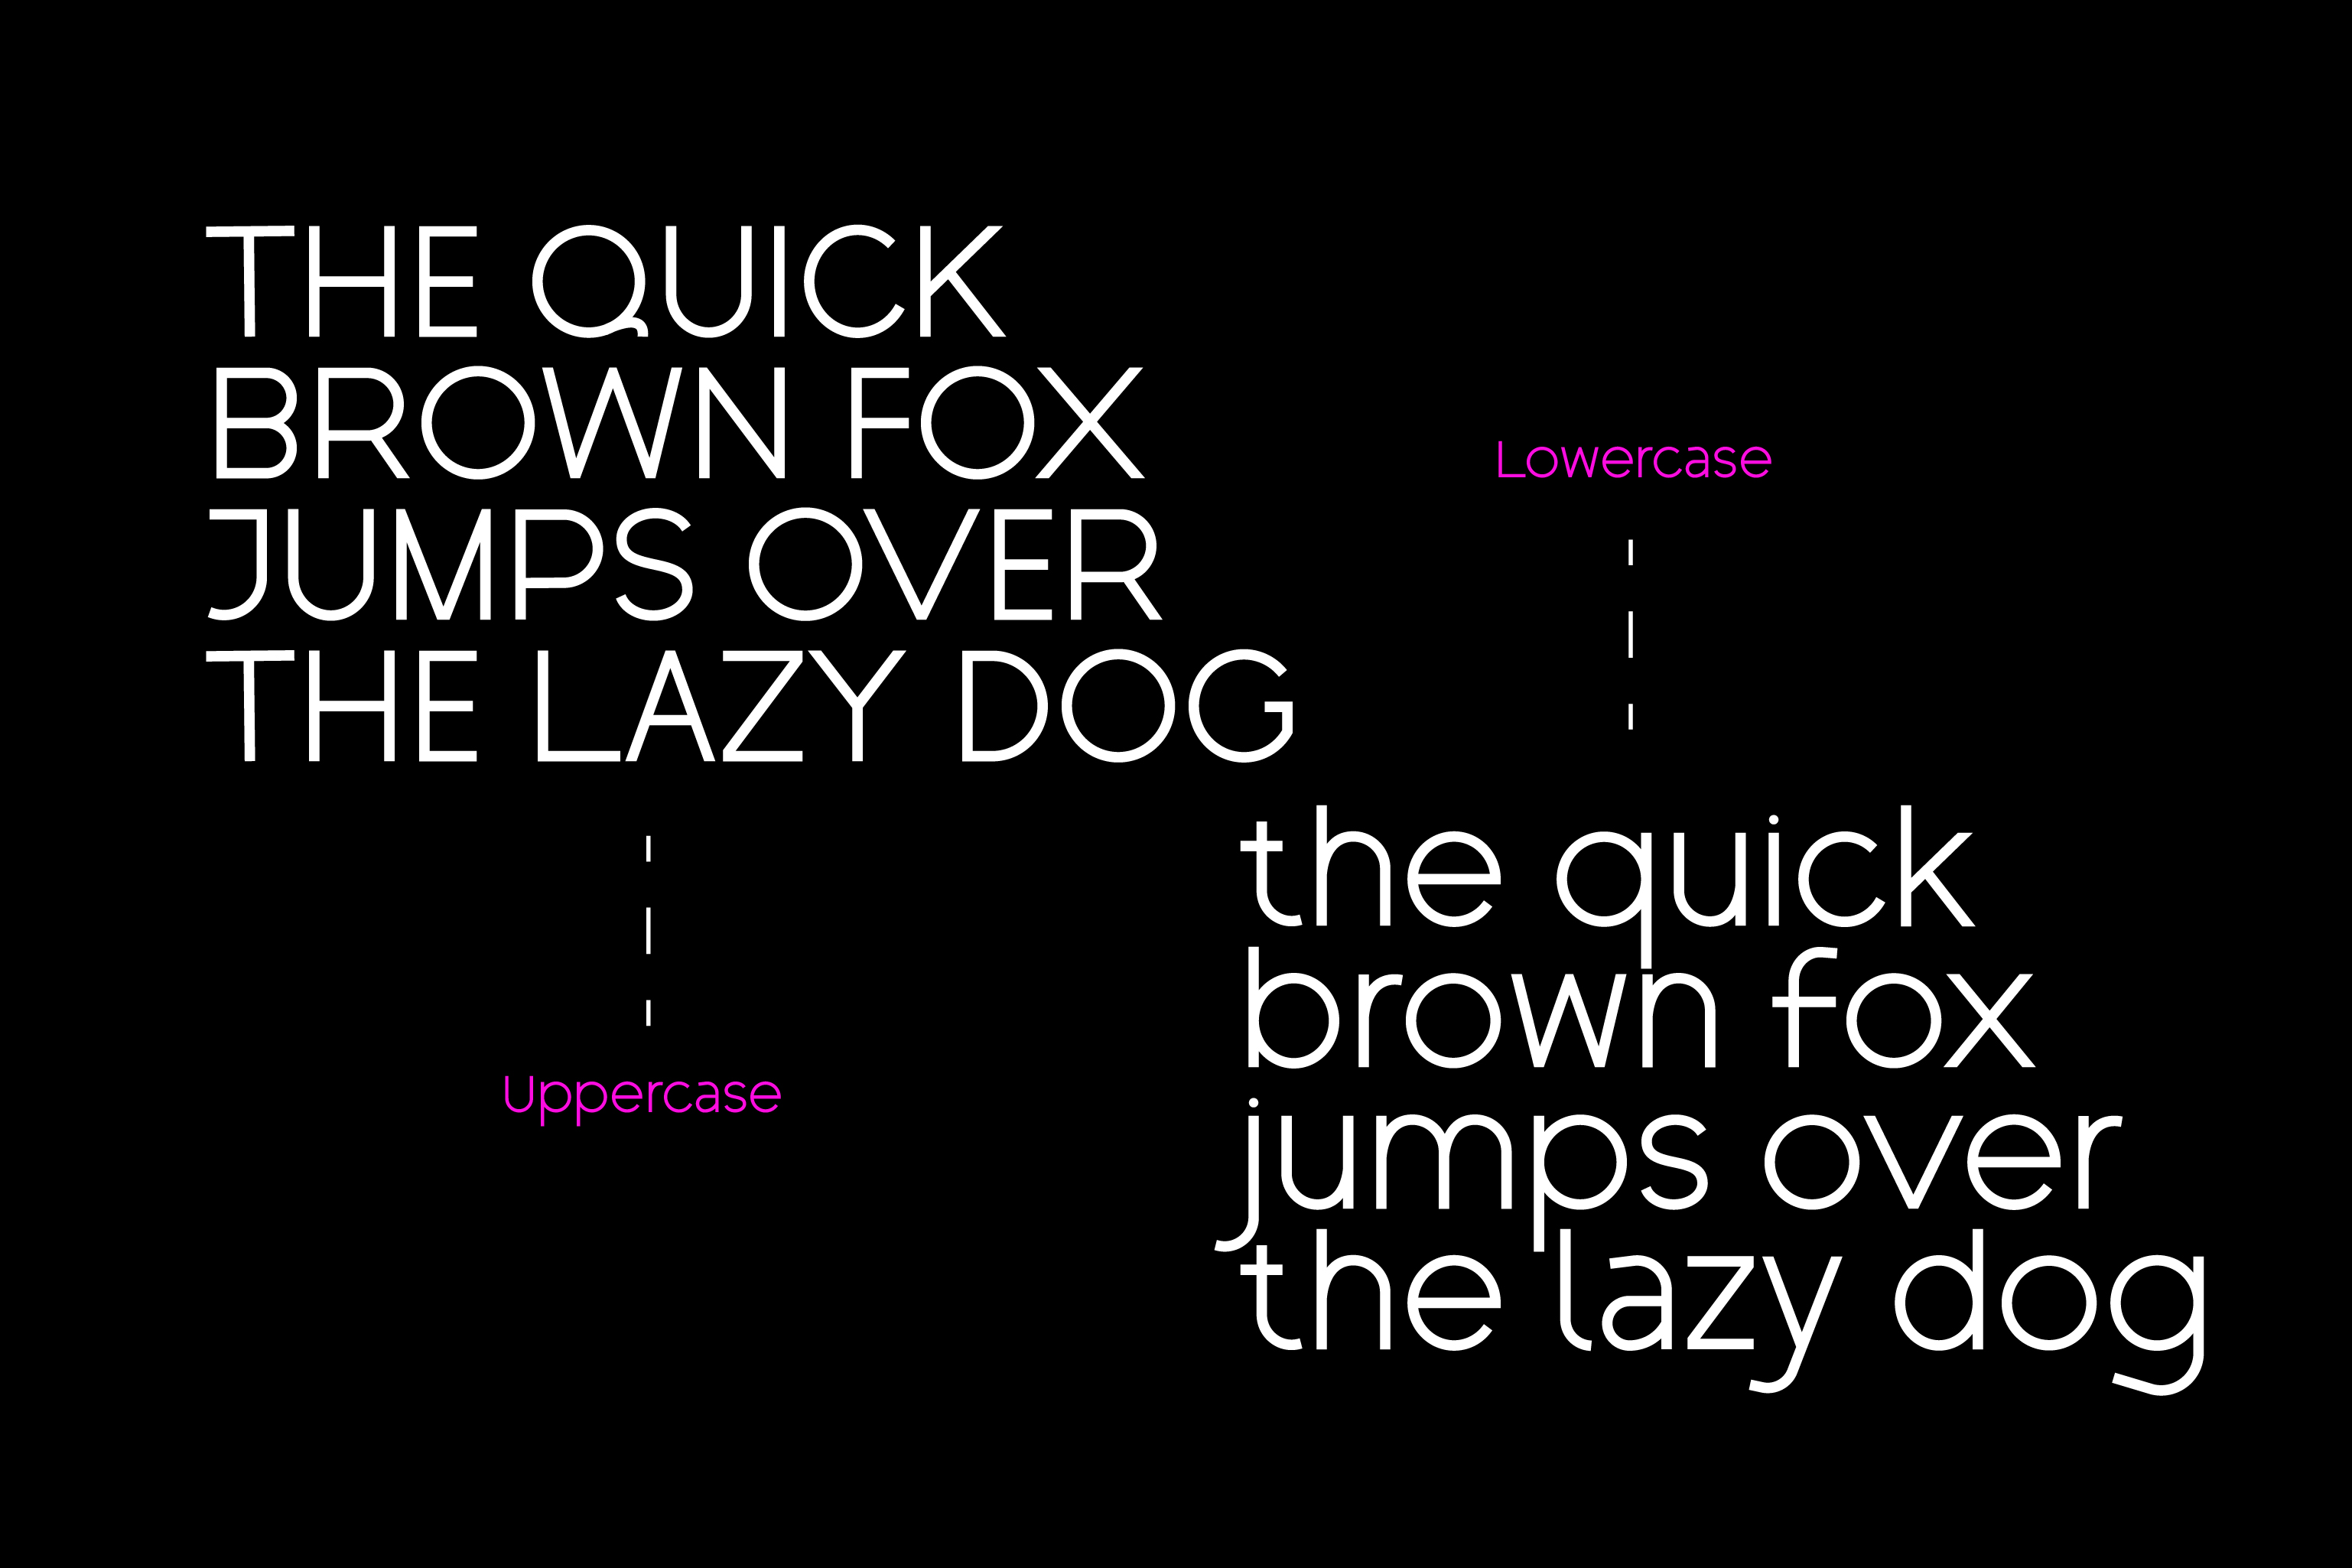 THE QUICK
BROWN FOX
JUMPS OVER
THE LAZY DOG
Uppercase
Lowercase
the quick
brown fox
jumps over
the lazy dog